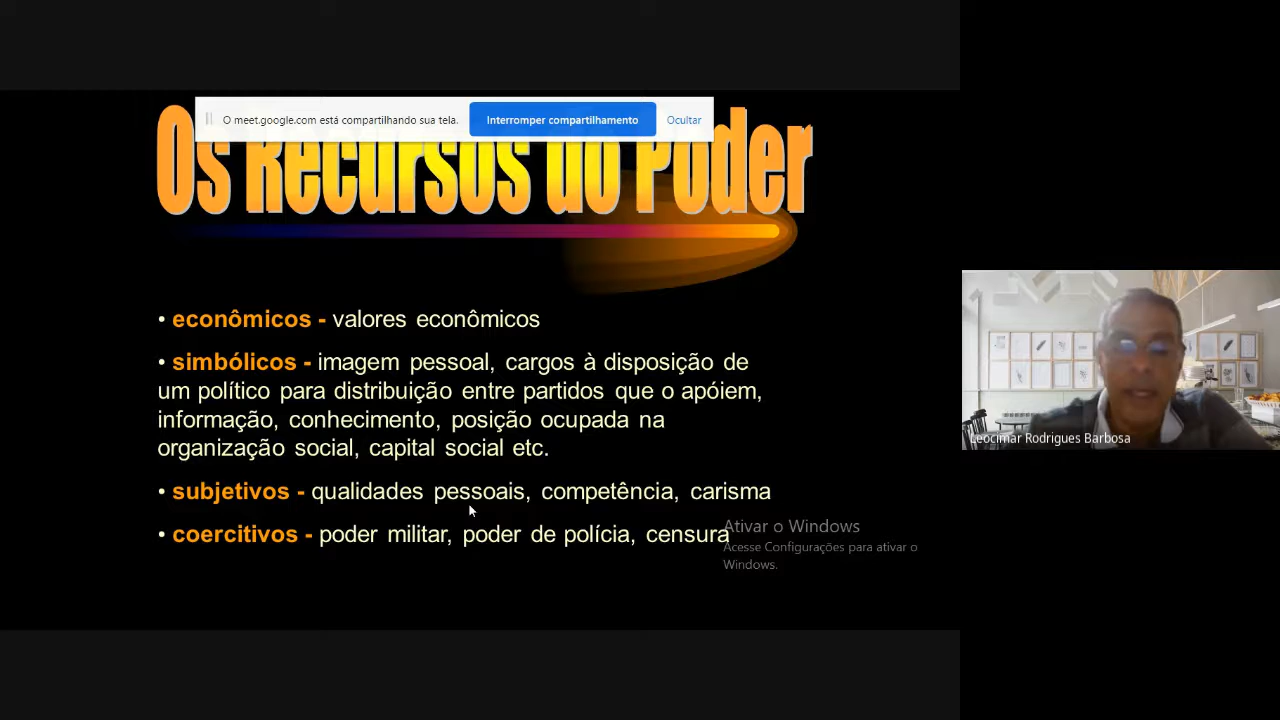 O meet.google.com está compartilhando sua tela.
Interromper compartilhamento
Ocultar
Os Recursos do Poder
• econômicos - valores econômicos
• simbólicos - imagem pessoal, cargos à disposição de
um político para distribuição entre partidos que o apóiem,
informação, conhecimento, posição ocupada na
organização social, capital social etc.
• subjetivos - qualidades pessoais, competência, carisma
• coercitivos - poder militar, poder de polícia, censura
Ativar o Windows
Acesse Configurações para ativar o
Windows.
Leocimar Rodrigues Barbosa